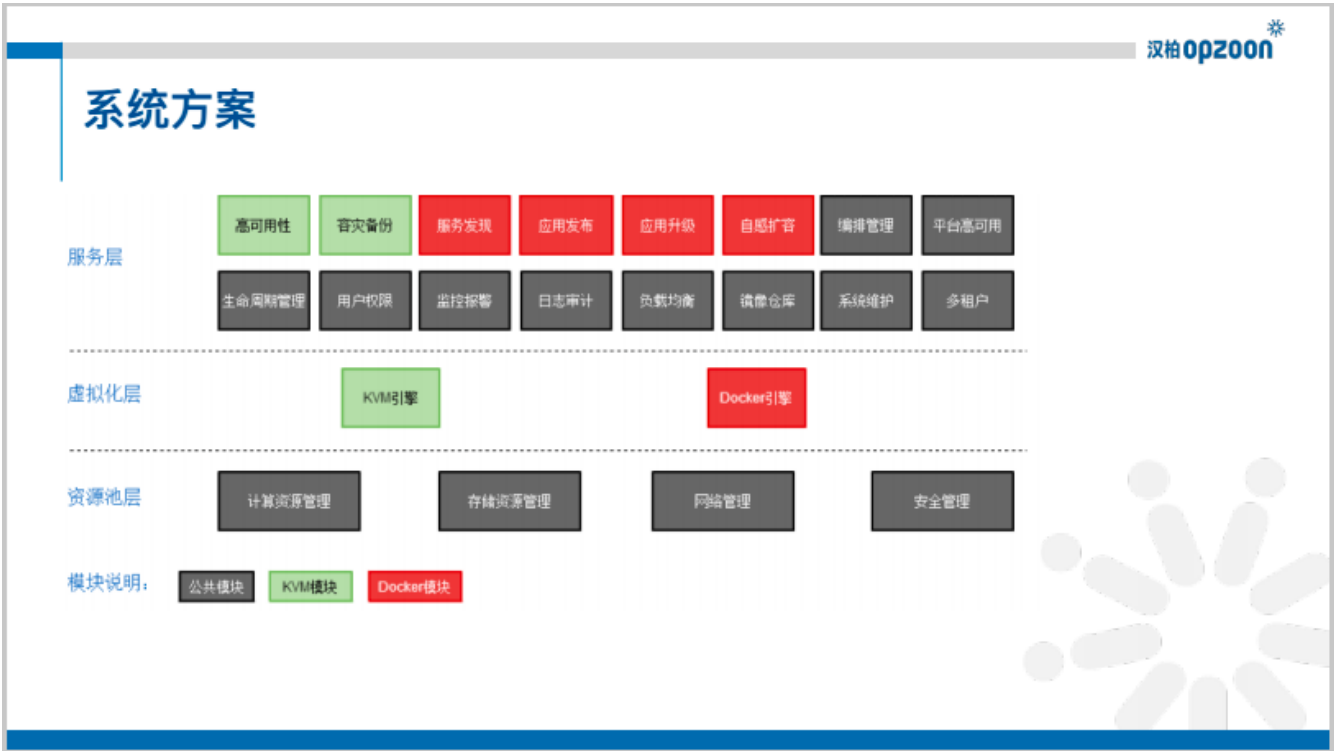 汉柏opzoon
系统方案
高可用性 容灾备份 服务发现 应用发布 应用升级 自感扩容 编排管理 平台高可用
服务层
生命周期管理 用户权限 监控报警 日志审计 负载均衡 镜像仓库 系统维护 多租户
虚拟化层 KVM引擎 Docker引擎
资源池层 计算资源管理 存储资源管理 网络管理 安全管理
模块说明: 公共模块 KVM模块 Docker模块